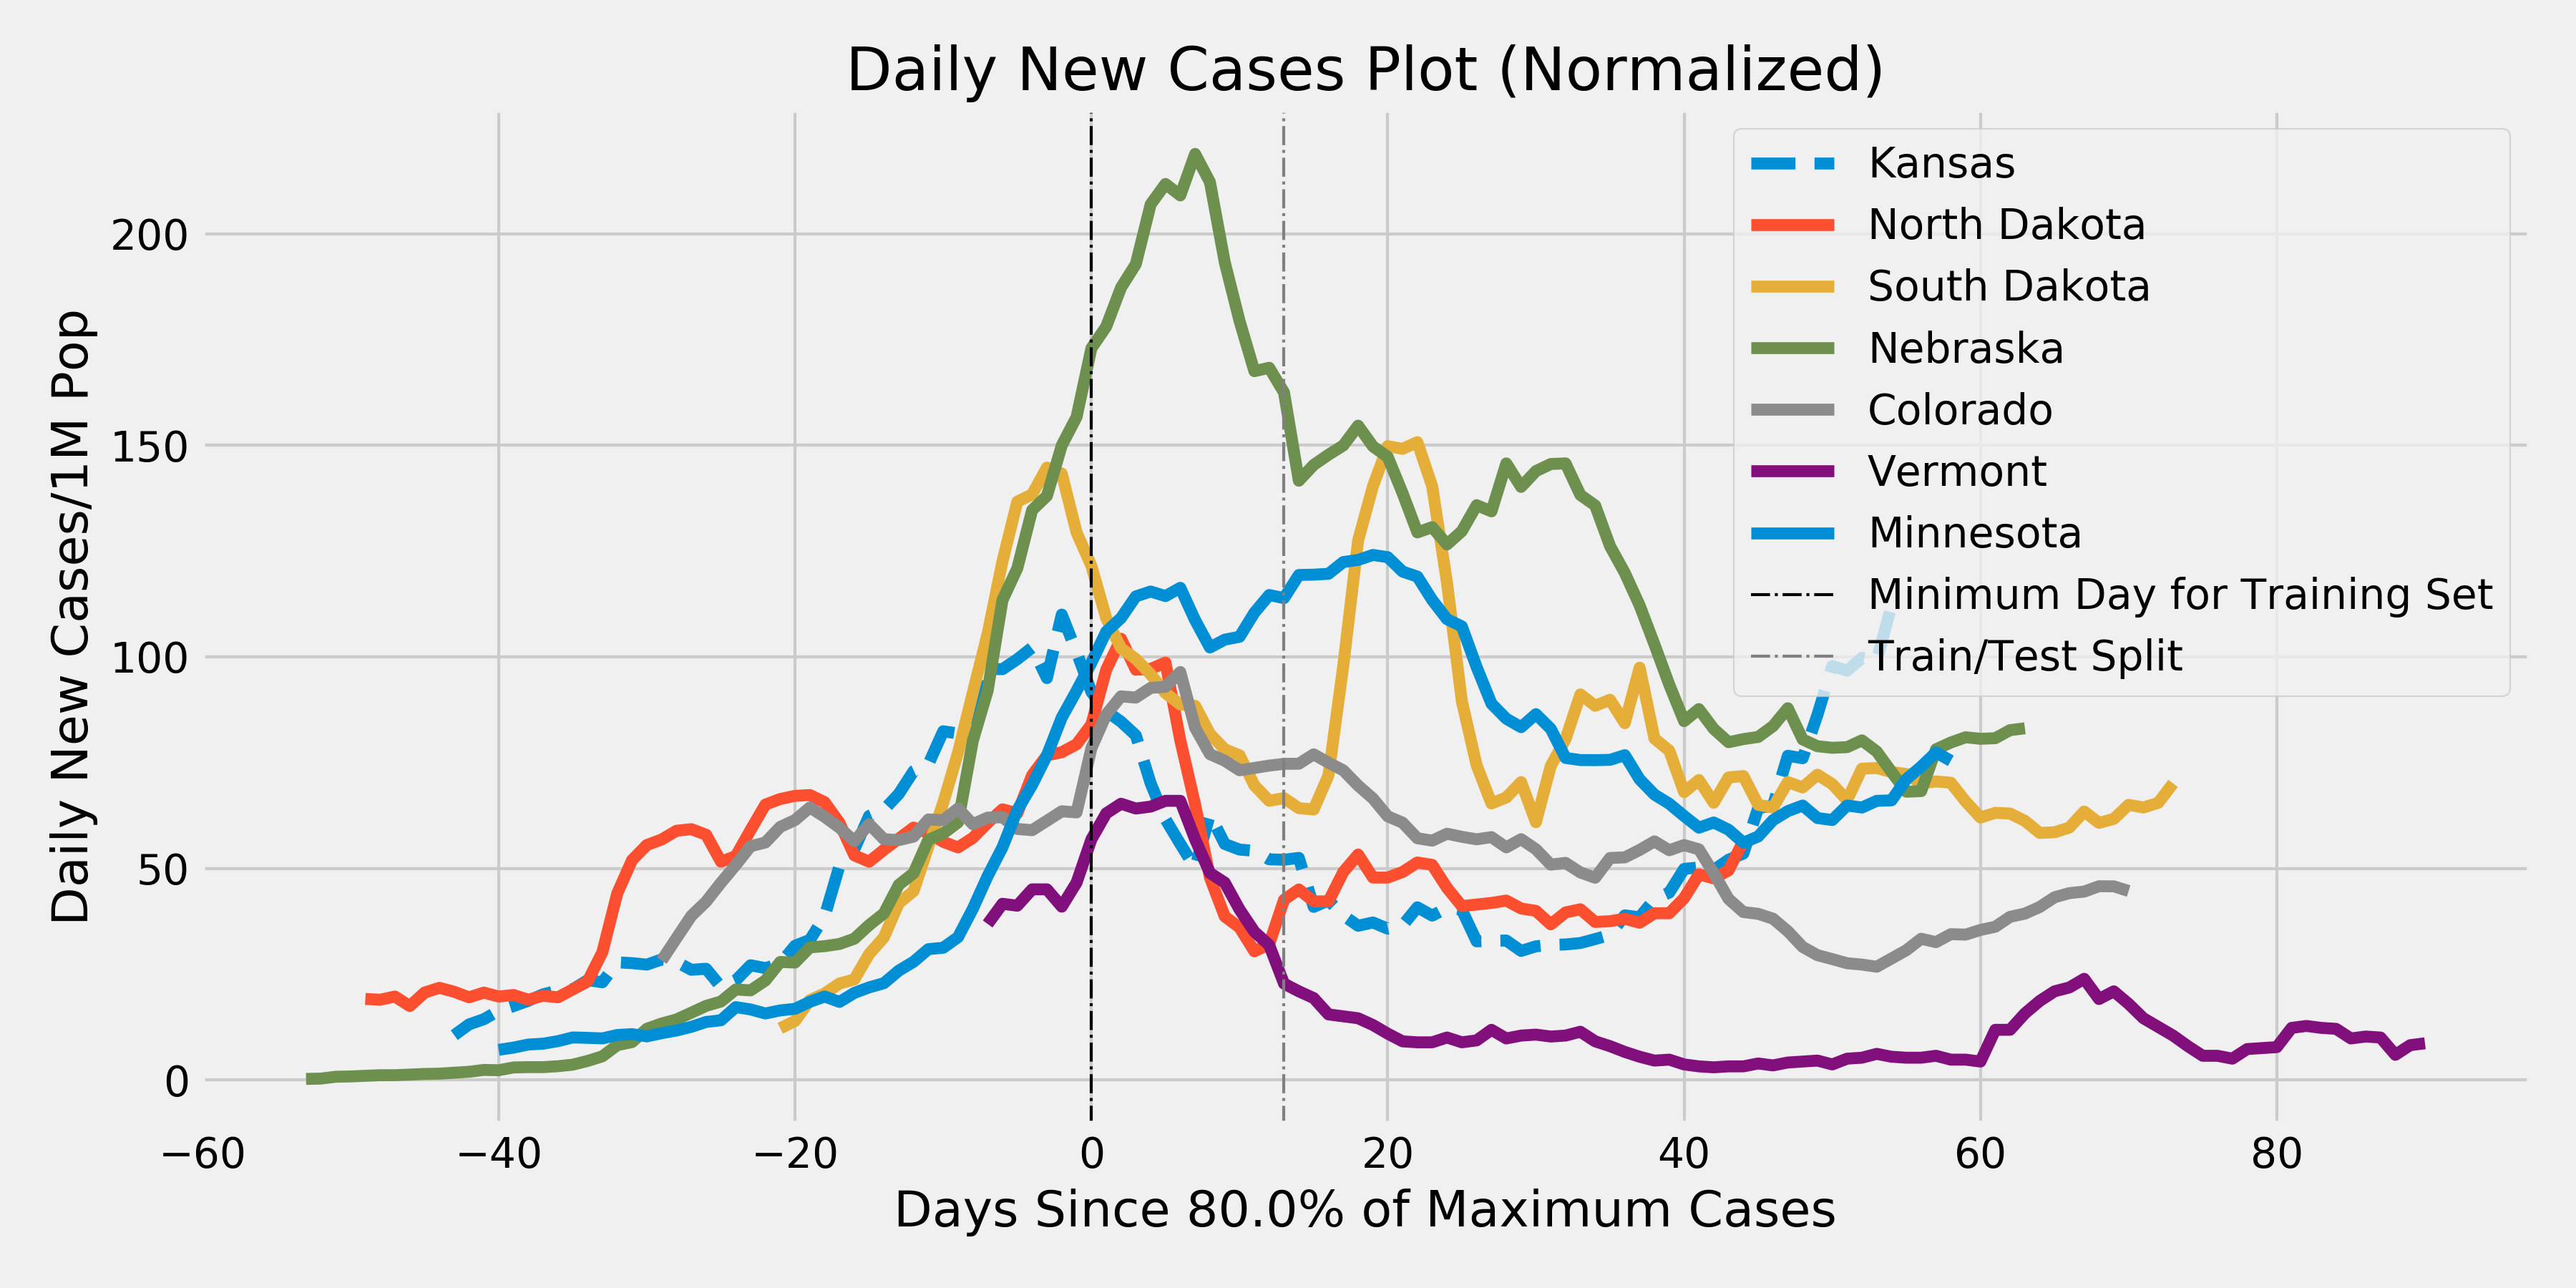 Daily New Cases Plot (Normalized)
Daily New Cases/1M Pop
200
150
100
50
0
Kansas
North Dakota
South Dakota
Nebraska
Colorado
Vermont
Minnesota
Minimum Day for Training Set
Train/Test Split
−60 −40 −20 0 20 40 60 80
Days Since 80.0% of Maximum Cases